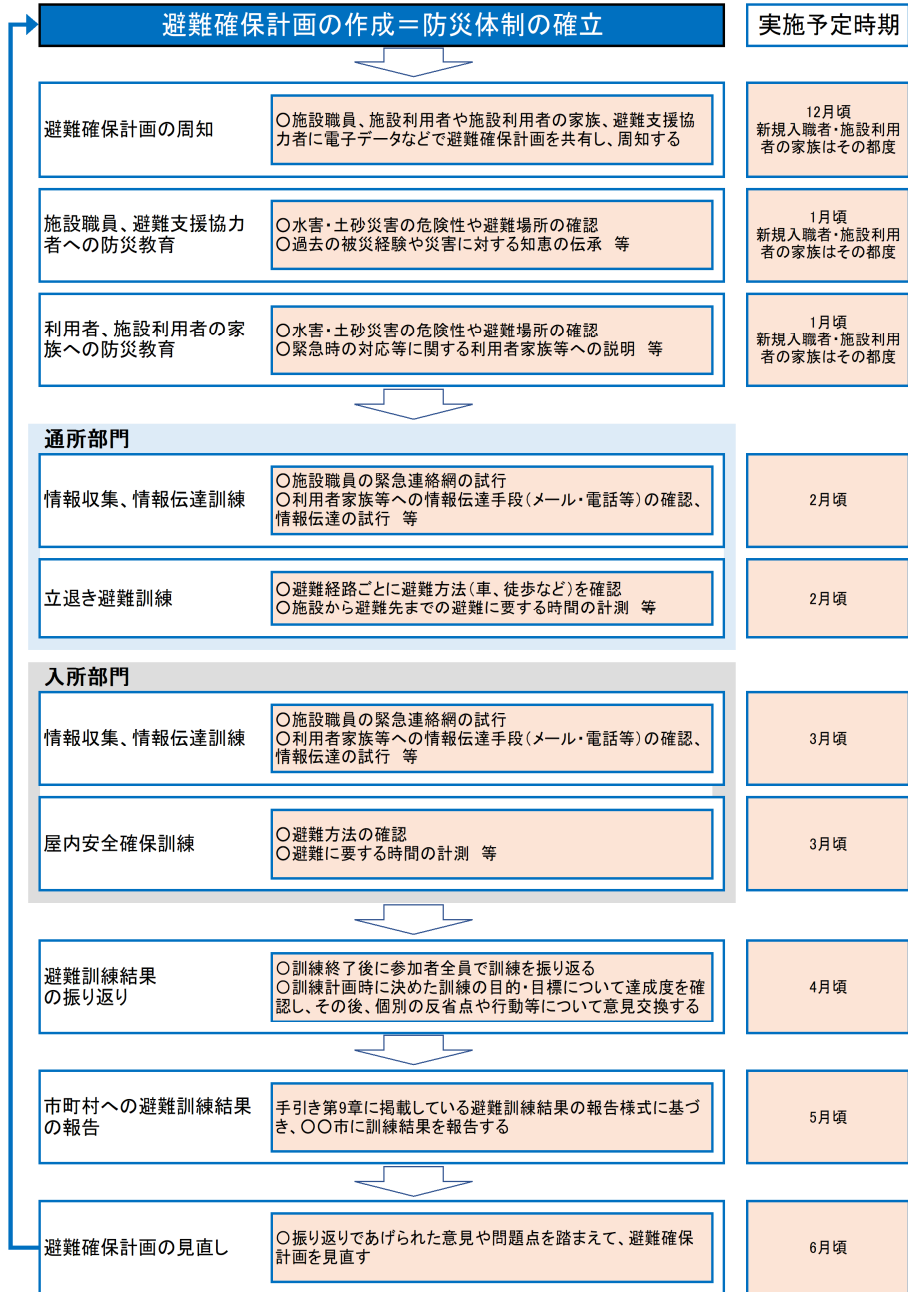 避難確保計画の作成＝防災体制の確立
実施予定時期
避難確保計画の周知
○施設職員、施設利用者や施設利用者の家族、避難支援協
力者に電子データなどで避難確保計画を共有し、周知する
12月頃
新規入職者・施設利用
者の家族はその都度
施設職員、避難支援協力
者への防災教育
○水害・土砂災害の危険性や避難場所の確認
○過去の被災経験や災害に対する知恵の伝承 等
1月頃
新規入職者・施設利用
者の家族はその都度
利用者、施設利用者の家
族への防災教育
○水害・土砂災害の危険性や避難場所の確認
○緊急時の対応等に関する利用者家族等への説明 等
1月頃
新規入職者・施設利用
者の家族はその都度
通所部門
情報収集、情報伝達訓練
○施設職員の緊急連絡網の試行
○利用者家族等への情報伝達手段（メール・電話等）の確認、
情報伝達の試行 等
2月頃
立退き避難訓練
○避難経路ごとに避難方法（車、徒歩など）を確認
○施設から避難先までの避難に要する時間の計測 等
2月頃
入所部門
情報収集、情報伝達訓練
○施設職員の緊急連絡網の試行
○利用者家族等への情報伝達手段（メール・電話等）の確認、
情報伝達の試行 等
3月頃
屋内安全確保訓練
○避難方法の確認
○避難に要する時間の計測 等
3月頃
避難訓練結果
の振り返り
○訓練終了後に参加者全員で訓練を振り返る
○訓練計画時に決めた訓練の目的・目標について達成度を確
認し、その後、個別の反省点や行動等について意見交換する
4月頃
市町村への避難訓練結果
の報告
手引き第9章に掲載している避難訓練結果の報告様式に基づ
き、○○市に訓練結果を報告する
5月頃
避難確保計画の見直し
○振り返りであげられた意見や問題点を踏まえて、避難確保
計画を見直す
6月頃